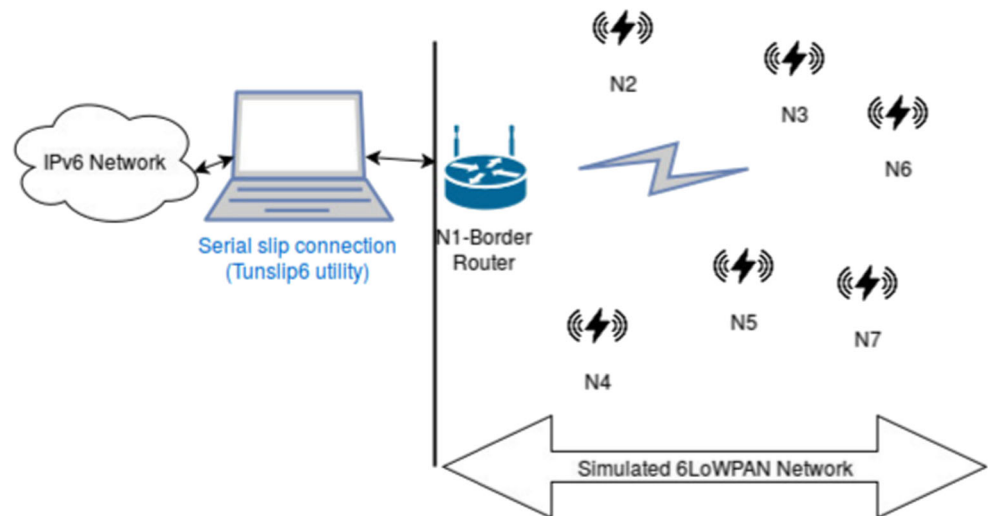 N2
N3
N6
IPv6 Network
Serial slip connection
(Tunslip6 utility)
N1-Border
Router
N5
N7
N4
Simulated 6LoWPAN Network